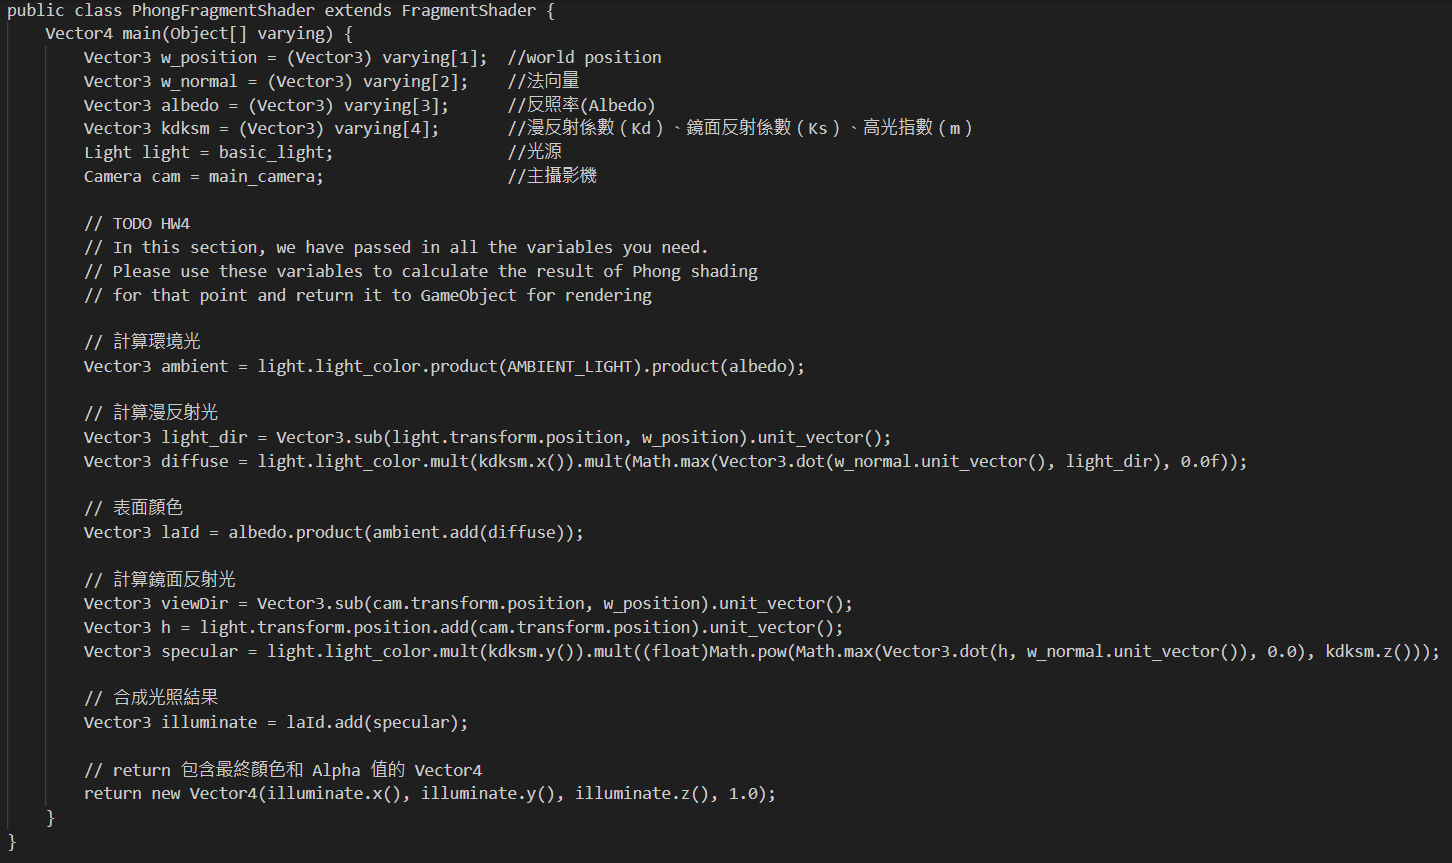 public class PhongFragmentShader extends FragmentShader {
    Vector4 main(Object[] varying) {
        Vector3 w_position = (Vector3) varying[1];  //world position
        Vector3 w_normal = (Vector3) varying[2];    //法向量
        Vector3 albedo = (Vector3) varying[3];      //反照率(Albedo)
        Vector3 kdksm = (Vector3) varying[4];       //漫反射係數（Kd）、鏡面反射係數（Ks）、高光指數（m）
        Light light = basic_light;                  //光源
        Camera cam = main_camera;                   //主攝影機

        // TODO HW4
        // In this section, we have passed in all the variables you need.
        // Please use these variables to calculate the result of Phong shading
        // for that point and return it to GameObject for rendering

        // 計算環境光
        Vector3 ambient = light.light_color.product(AMBIENT_LIGHT).product(albedo);

        // 計算漫反射光
        Vector3 light_dir = Vector3.sub(light.transform.position, w_position).unit_vector();
        Vector3 diffuse = light.light_color.mult(kdksm.x()).mult(Math.max(Vector3.dot(w_normal.unit_vector(), light_dir), 0.0f));

        // 表面顏色
        Vector3 laId = albedo.product(ambient.add(diffuse));

        // 計算鏡面反射光
        Vector3 viewDir = Vector3.sub(cam.transform.position, w_position).unit_vector();
        Vector3 h = light.transform.position.add(cam.transform.position).unit_vector();
        Vector3 specular = light.light_color.mult(kdksm.y()).mult((float)Math.pow(Math.max(Vector3.dot(h, w_normal.unit_vector()), 0.0), kdksm.z()));

        // 合成光照結果
        Vector3 illuminate = laId.add(specular);

        // return 包含最終顏色和 Alpha 值的 Vector4
        return new Vector4(illuminate.x(), illuminate.y(), illuminate.z(), 1.0);
    }
}